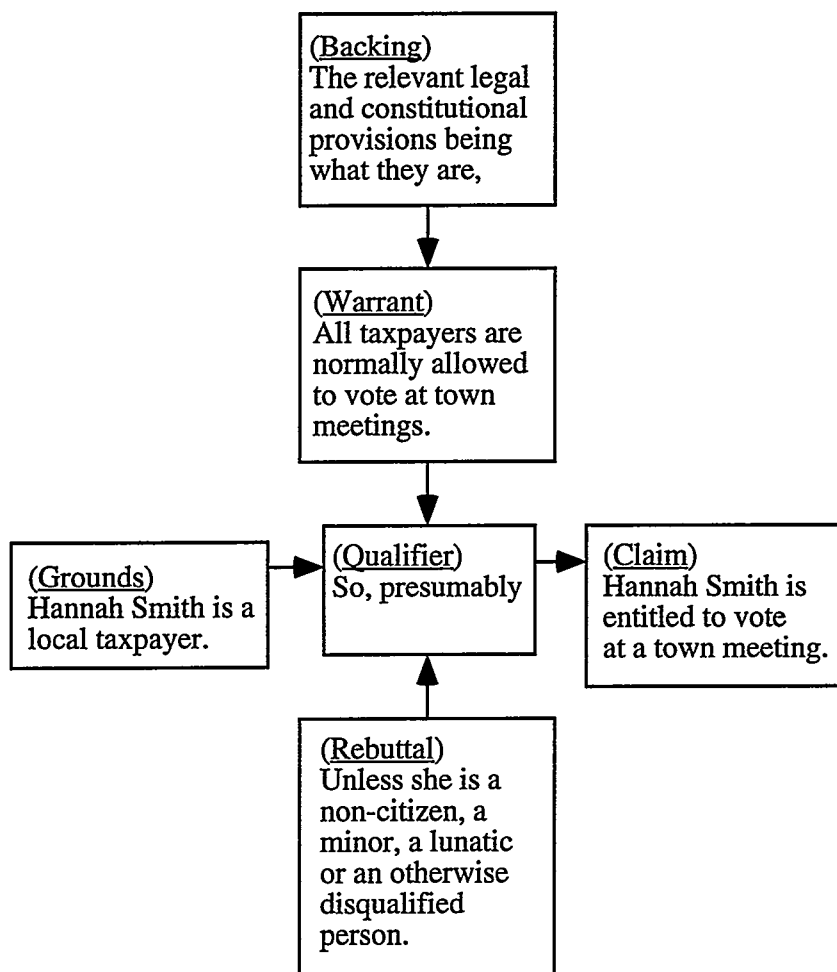 (Backing)
The relevant legal
and constitutional
provisions being
what they are,
(Warrant)
All taxpayers are
normally allowed
to vote at town
meetings.
(Grounds)
Hannah Smith is a
local taxpayer.
(Qualifier)
So, presumably
(Claim)
Hannah Smith is
entitled to vote
at a town meeting.
(Rebuttal)
Unless she is a
non-citizen, a
minor, a lunatic
or an otherwise
disqualified
person.